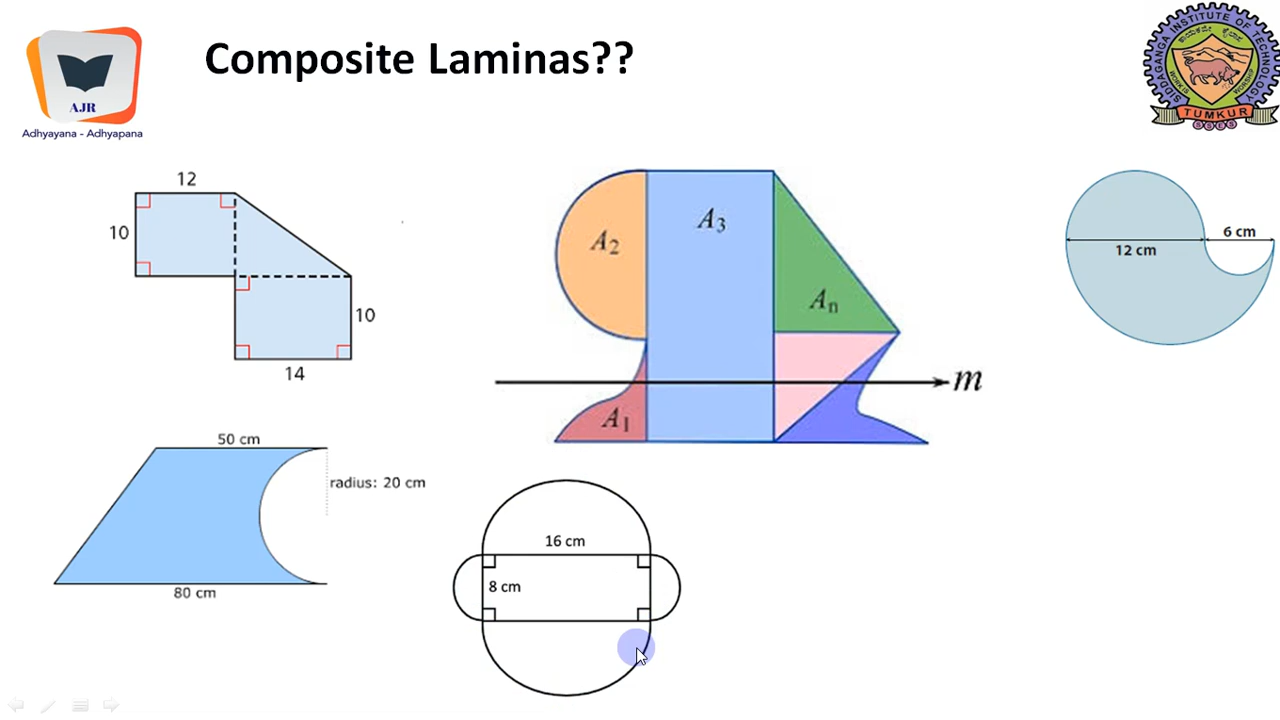 Composite Laminas??
AJR
Adhyayana - Adhyapana
SIDDAGANGA INSTITUTE OF TECHNOLOGY
TUMKUR
SSES
12
10
10
14
A2
A3
An
A1
m
12 cm
6 cm
50 cm
radius: 20 cm
80 cm
16 cm
8 cm